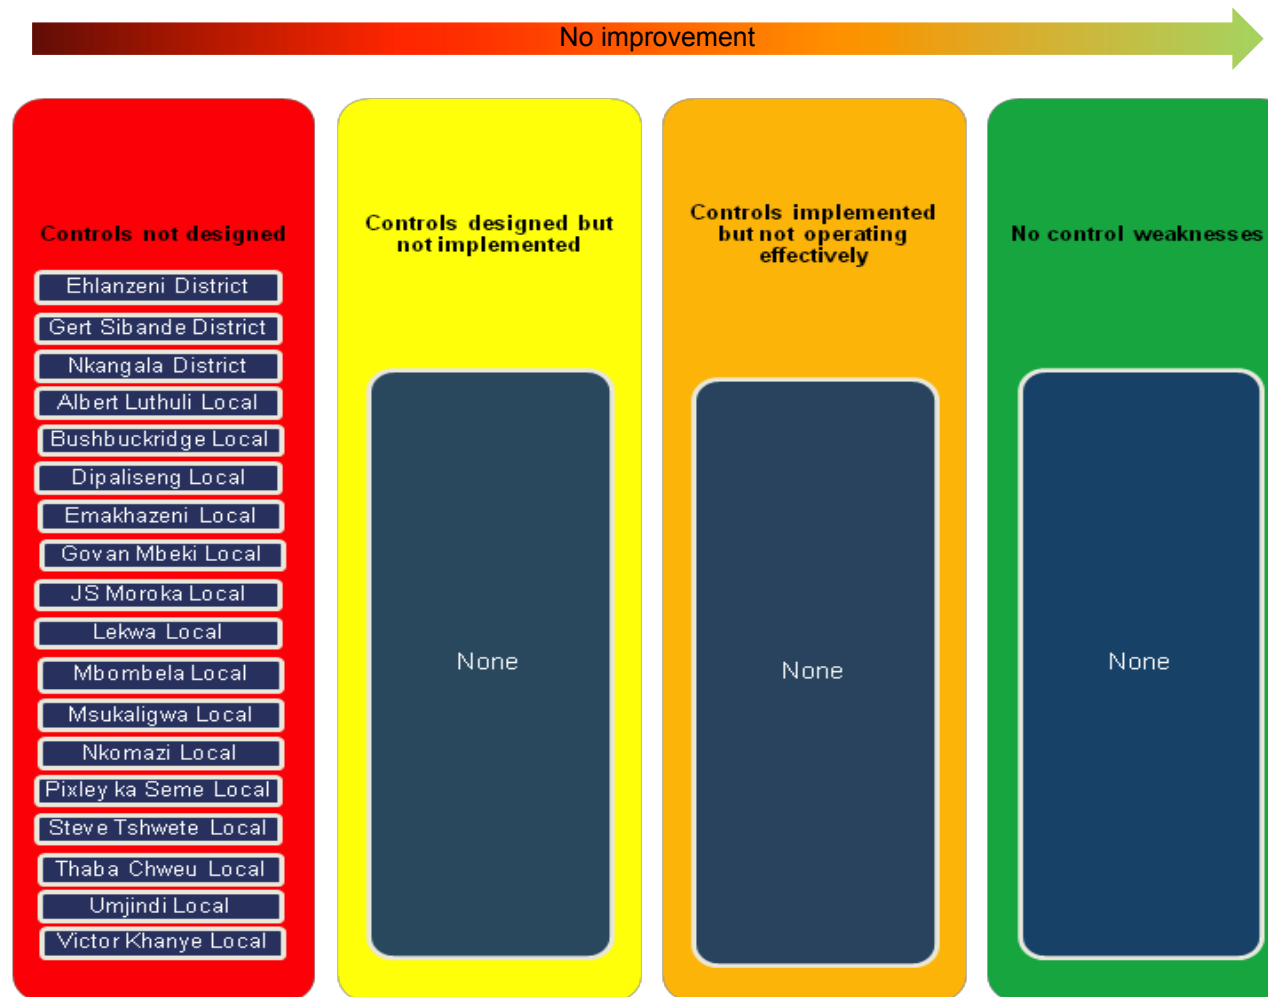 No improvement
Controls not designed
Ehlanzeni District
Gert Sibande District
Nkangala District
Albert Luthuli Local
Bushbuckridge Local
Dipaliseng Local
Emakhazeni Local
Govan Mbeki Local
JS Moroka Local
Lekwa Local
Mbombela Local
Msukaligwa Local
Nkomazi Local
Pixley ka Seme Local
Steve Tshwete Local
Thaba Chweu Local
Umjindi Local
Victor Khanye Local
Controls designed but
not implemented
None
Controls implemented
but not operating
effectively
None
No control weaknesses
None